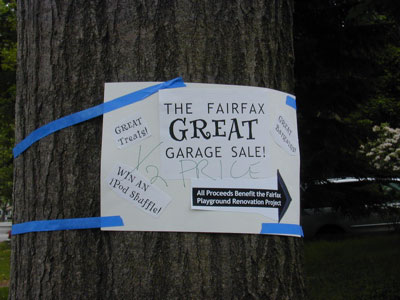 THE FAIRFAX
GREAT
GARAGE SALE!
GREAT
Treats!
GREAT
Bargains!
1/2 PRICE
WIN AN
iPod Shuffle!
All Proceeds Benefit the Fairfax
Playground Renovation Project